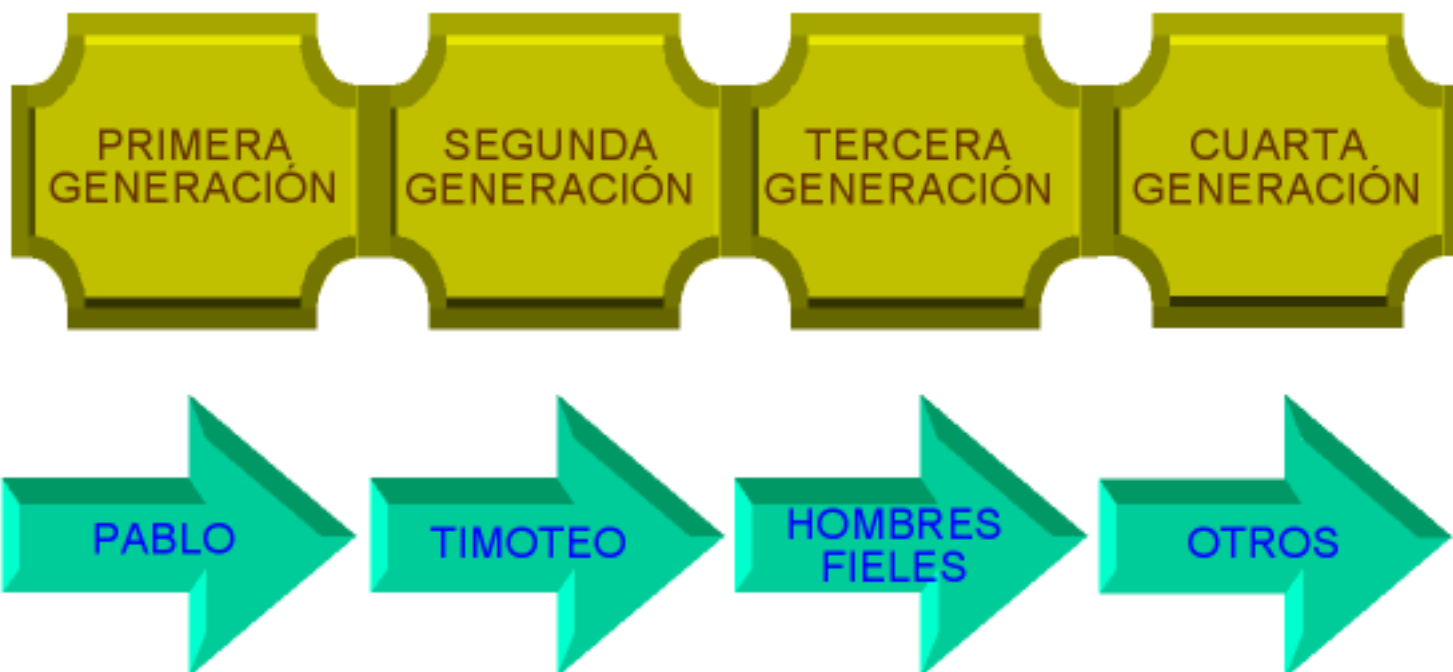 PRIMERA
GENERACIÓN
SEGUNDA
GENERACIÓN
TERCERA
GENERACIÓN
CUARTA
GENERACIÓN
PABLO
TIMOTEO
HOMBRES
FIELES
OTROS